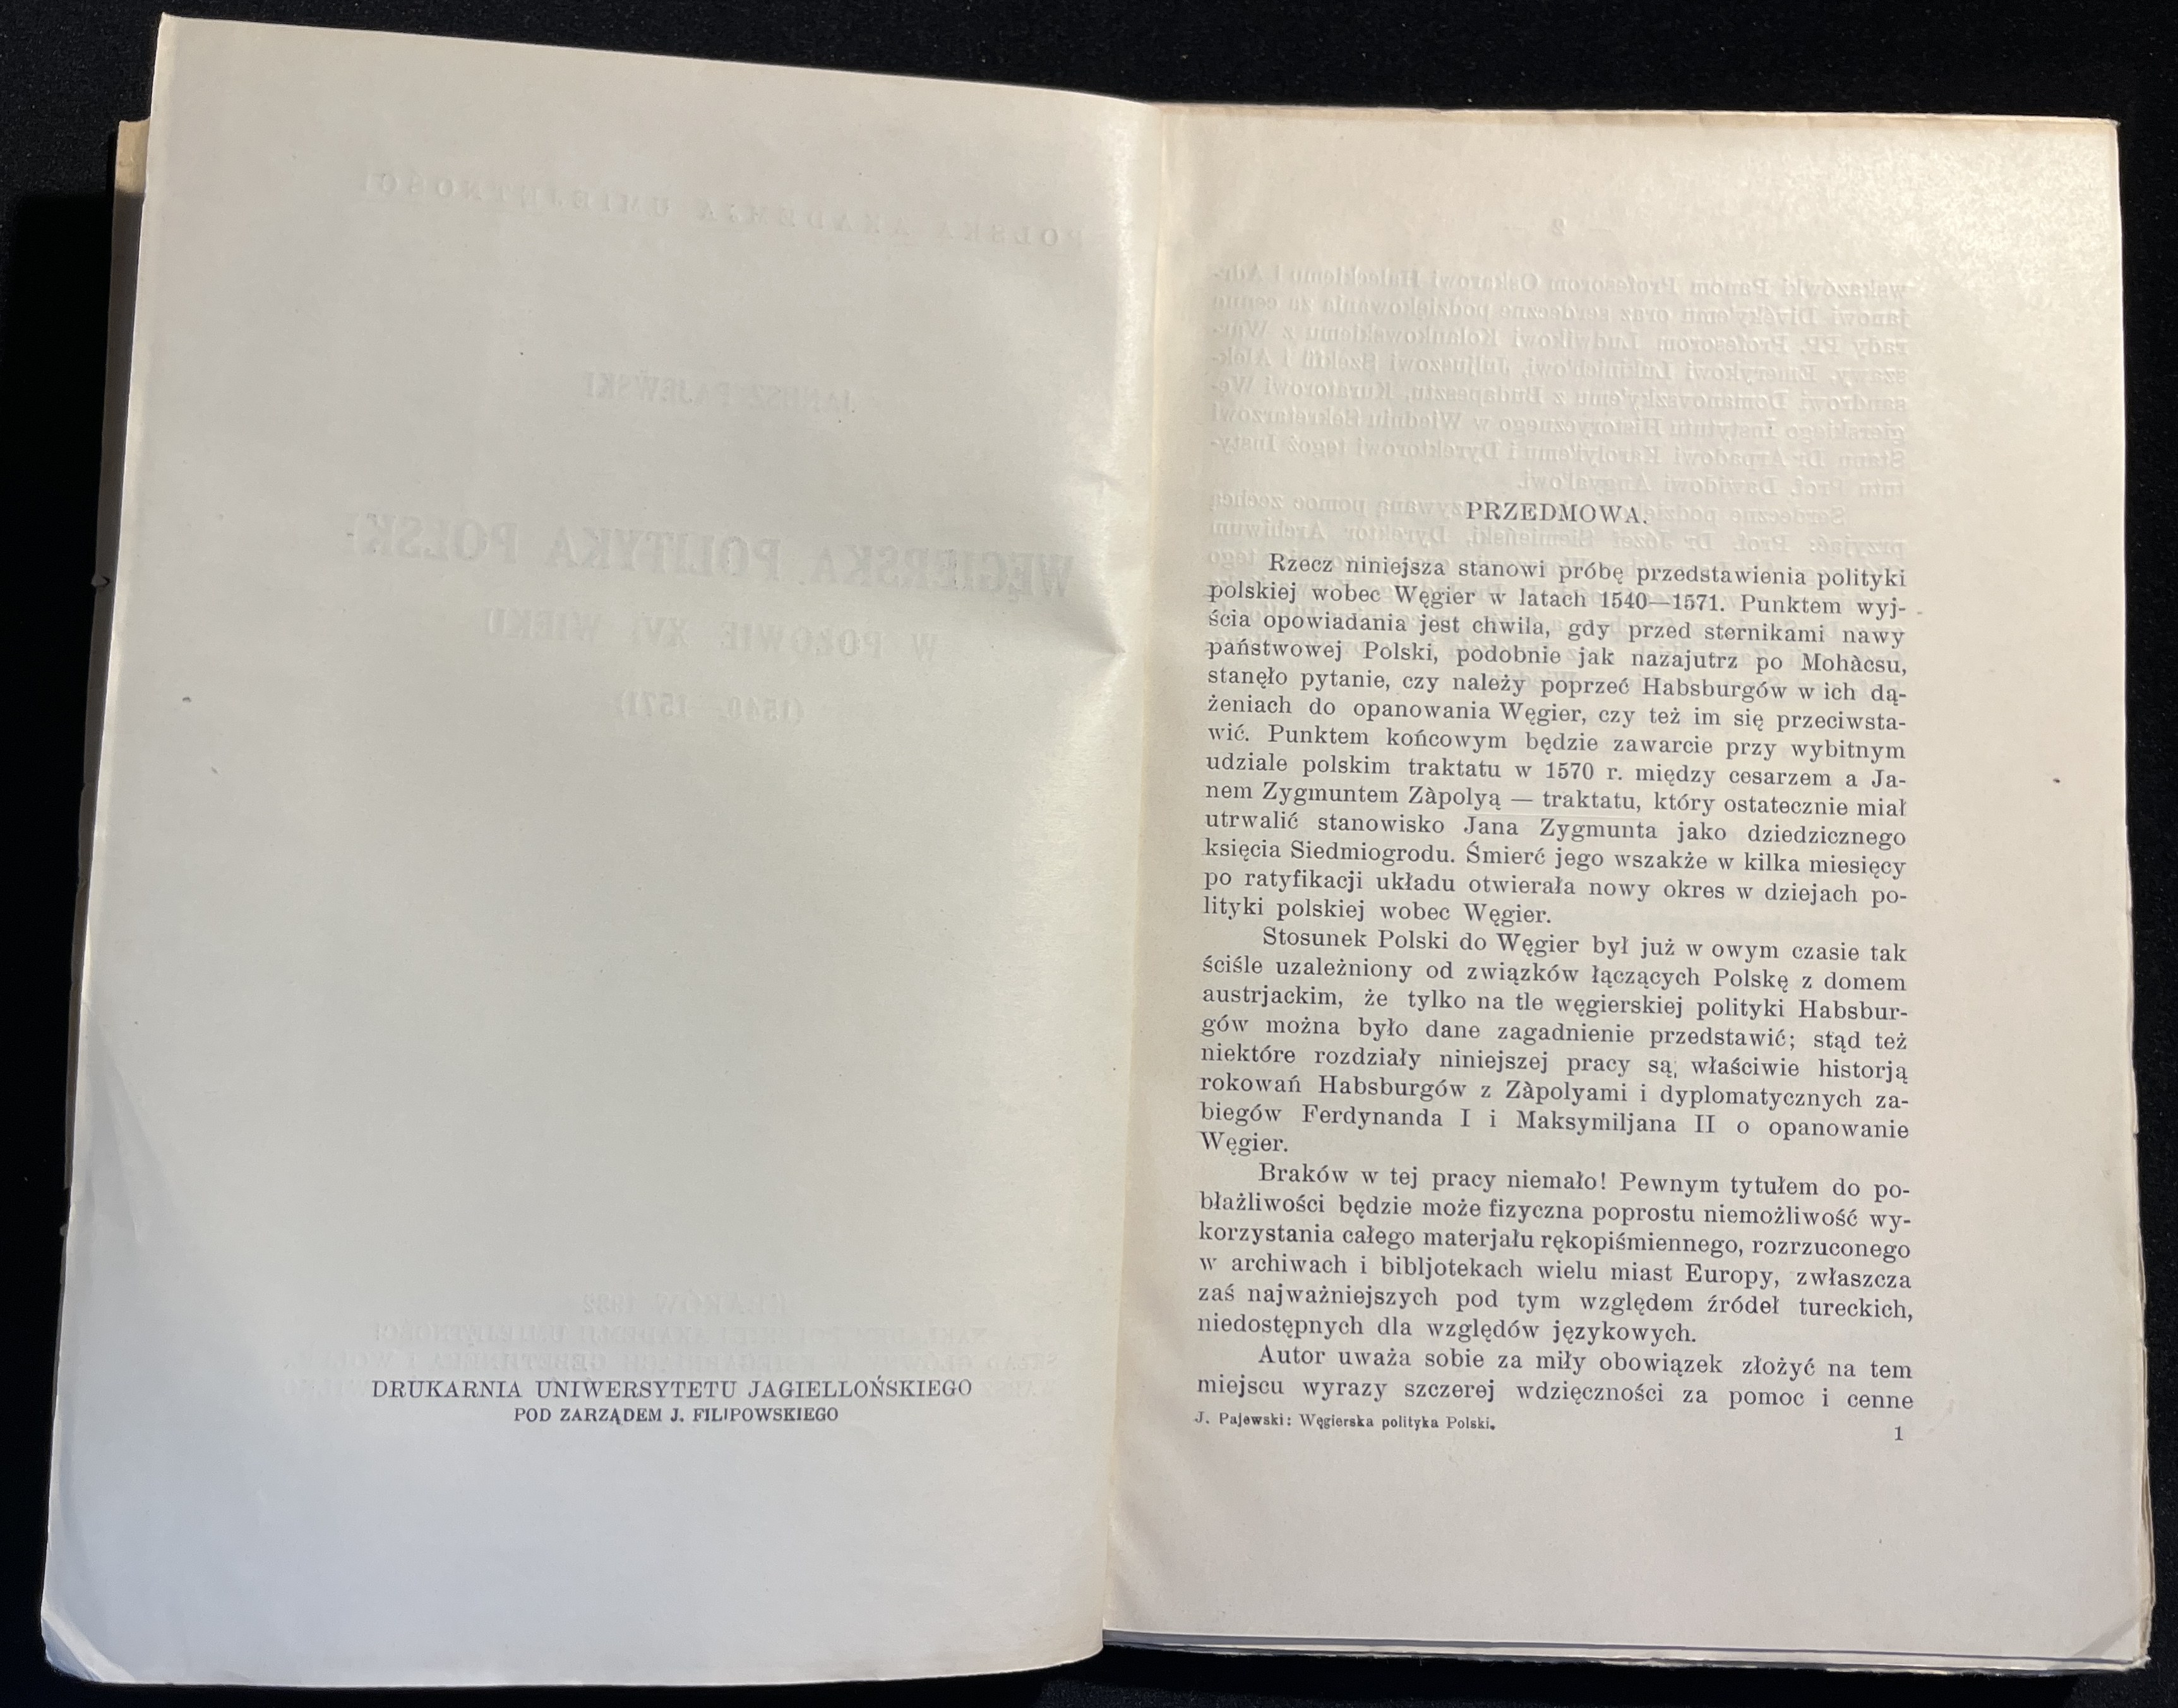 DRUKARNIA UNIWERSYTETU JAGIELLOŃSKIEGO
POD ZARZĄDEM J. FILIPOWSKIEGO
PRZEDMOWA.
Rzecz niniejsza stanowi próbę przedstawienia polityki
polskiej wobec Węgier w latach 1540—1571. Punktem wyj-
ścia opowiadania jest chwila, gdy przed sternikami nawy
państwowej Polski, podobnie jak nazajutrz po Mohàcsu,
stanęło pytanie, czy należy poprzeć Habsburgów w ich dą-
żeniach do opanowania Węgier, czy też im się przeciwsta-
wić. Punktem końcowym będzie zawarcie przy wybitnym
udziale polskim traktatu w 1570 r. między cesarzem a Ja-
nem Zygmuntem Zàpolyą — traktatu, który ostatecznie miał
utrwalić stanowisko Jana Zygmunta jako dziedzicznego
księcia Siedmiogrodu. Śmierć jego wszakże w kilka miesięcy
po ratyfikacji układu otwierała nowy okres w dziejach po-
lityki polskiej wobec Węgier.
Stosunek Polski do Węgier był już w owym czasie tak
ściśle uzależniony od związków łączących Polskę z domem
austrjackim, że tylko na tle węgierskiej polityki Habsbur-
gów można było dane zagadnienie przedstawić; stąd też
niektóre rozdziały niniejszej pracy są właściwie historją
rokowań Habsburgów z Zàpolyami i dyplomatycznych za-
biegów Ferdynanda I i Maksymiljana II o opanowanie
Węgier.
Braków w tej pracy niemało! Pewnym tytułem do po-
błażliwości będzie może fizyczna poprostu niemożliwość wy-
korzystania całego materjału rękopiśmiennego, rozrzuconego
w archiwach i bibljotekach wielu miast Europy, zwłaszcza
zaś najważniejszych pod tym względem źródeł tureckich,
niedostępnych dla względów językowych.
Autor uważa sobie za miły obowiązek złożyć na tem
miejscu wyrazy szczerej wdzięczności za pomoc i cenne
J. Pajewski: Węgierska polityka Polski.
1